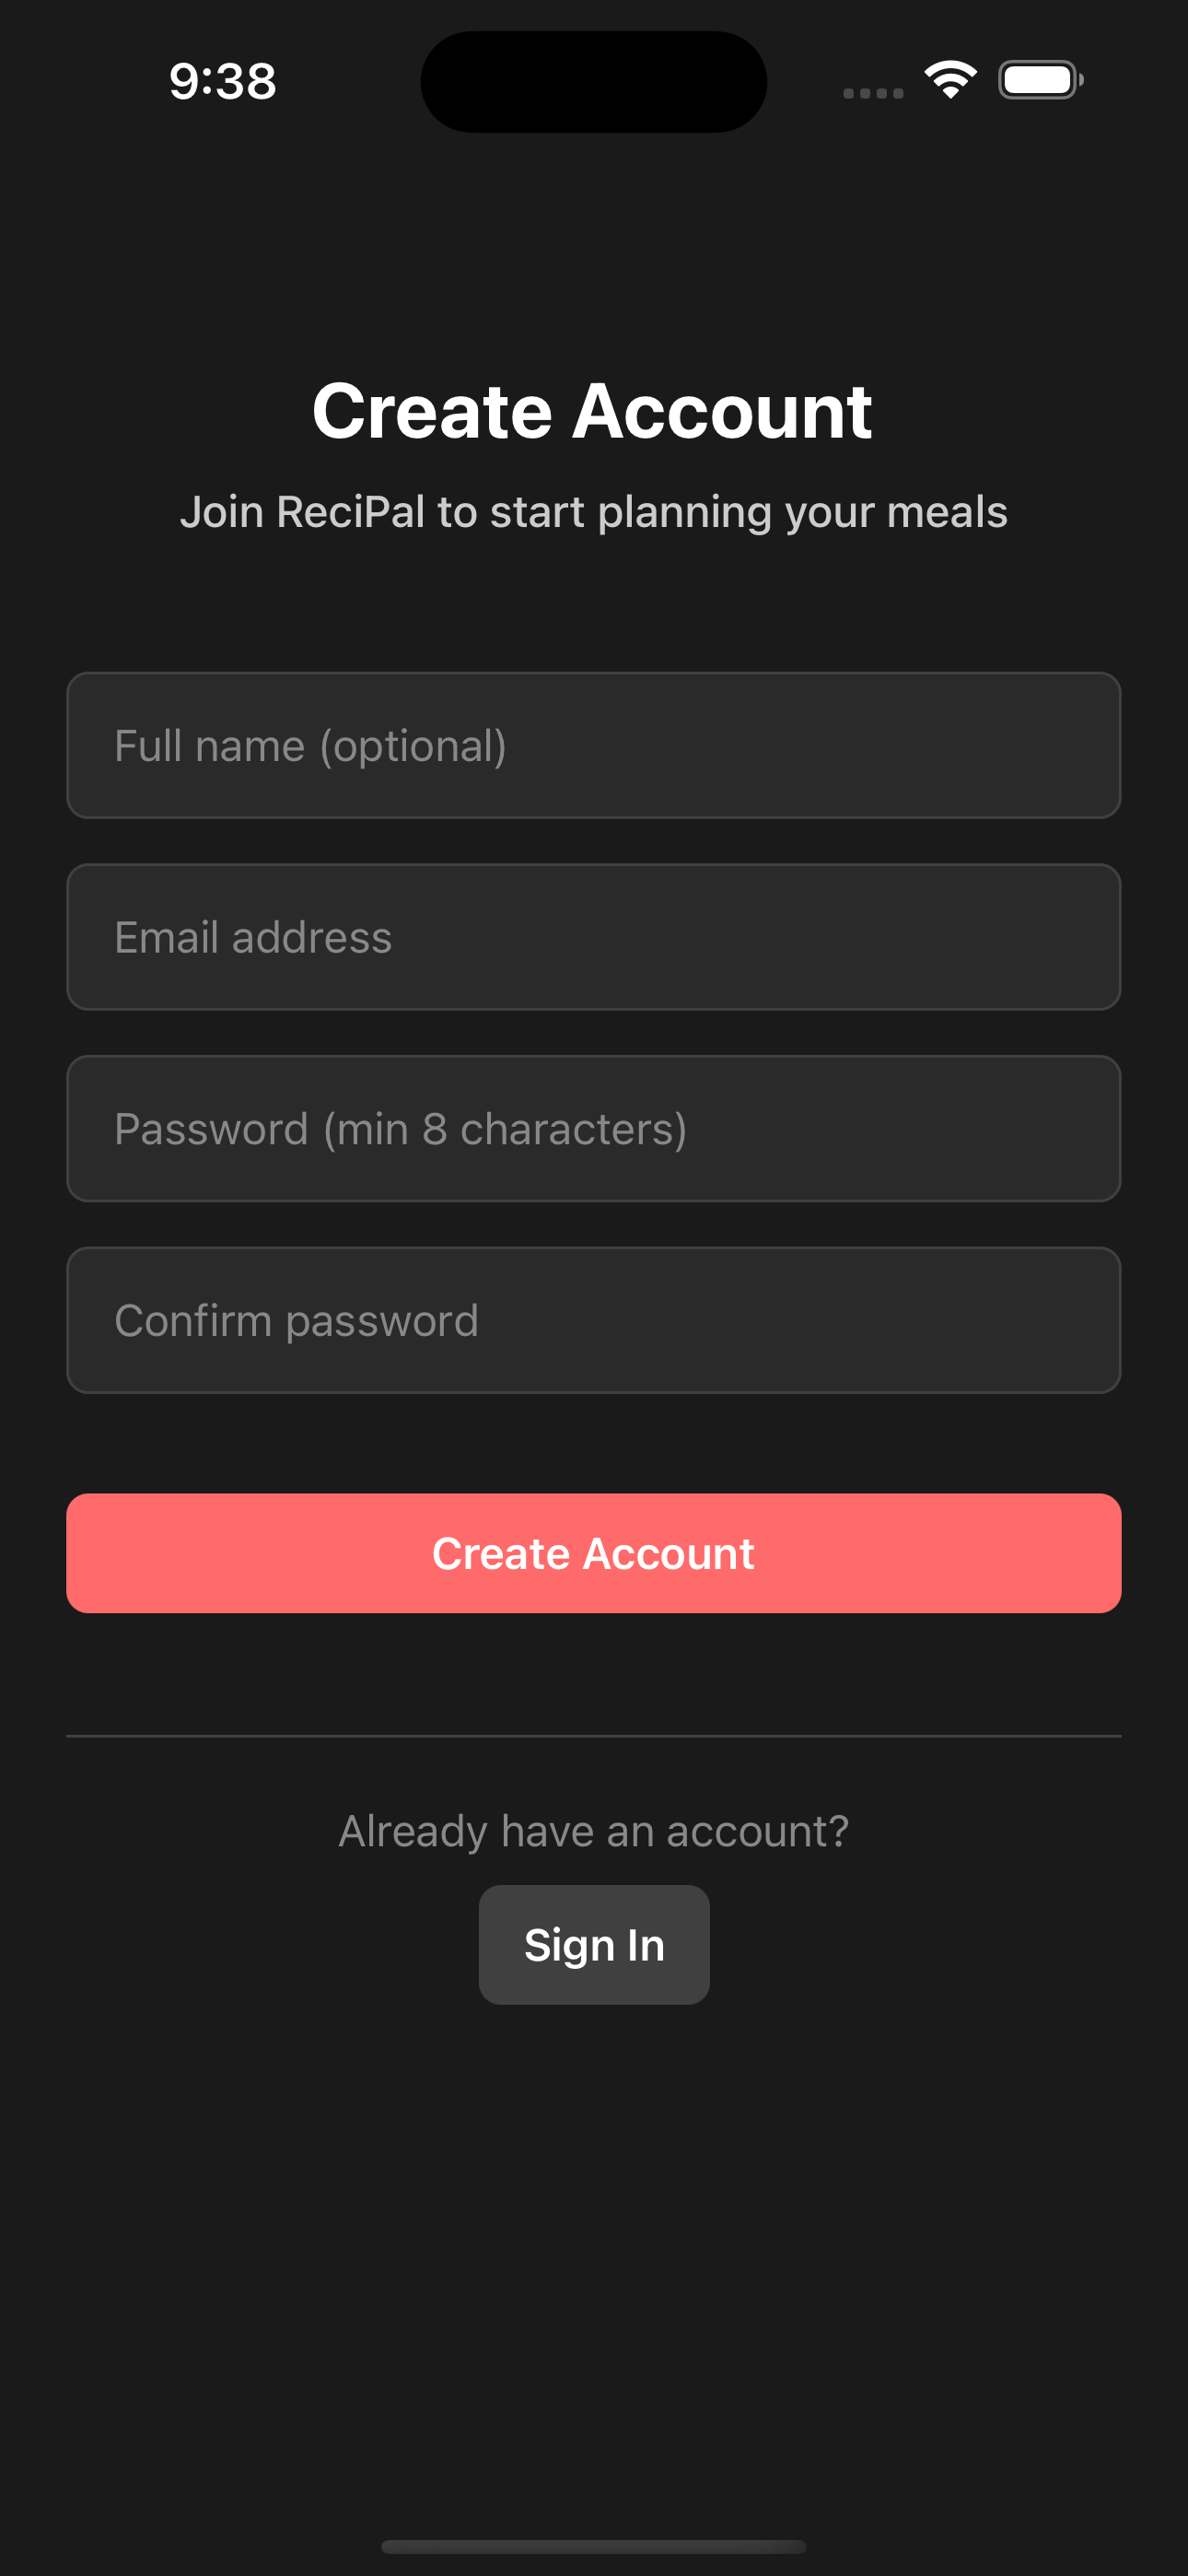 9:38
Create Account
Join ReciPal to start planning your meals
Full name (optional)
Email address
Password (min 8 characters)
Confirm password
Create Account
Already have an account?
Sign In